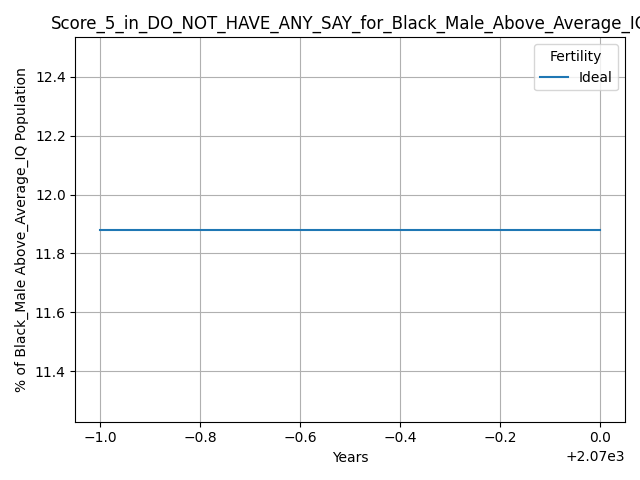 Score_5_in_DO_NOT_HAVE_ANY_SAY_for_Black_Male_Above_Average_IQ
Fertility
Ideal
% of Black_Male Above_Average_IQ Population
12.4
12.2
12.0
11.8
11.6
11.4
−1.0 −0.8 −0.6 −0.4 −0.2 0.0
Years
+2.07e3